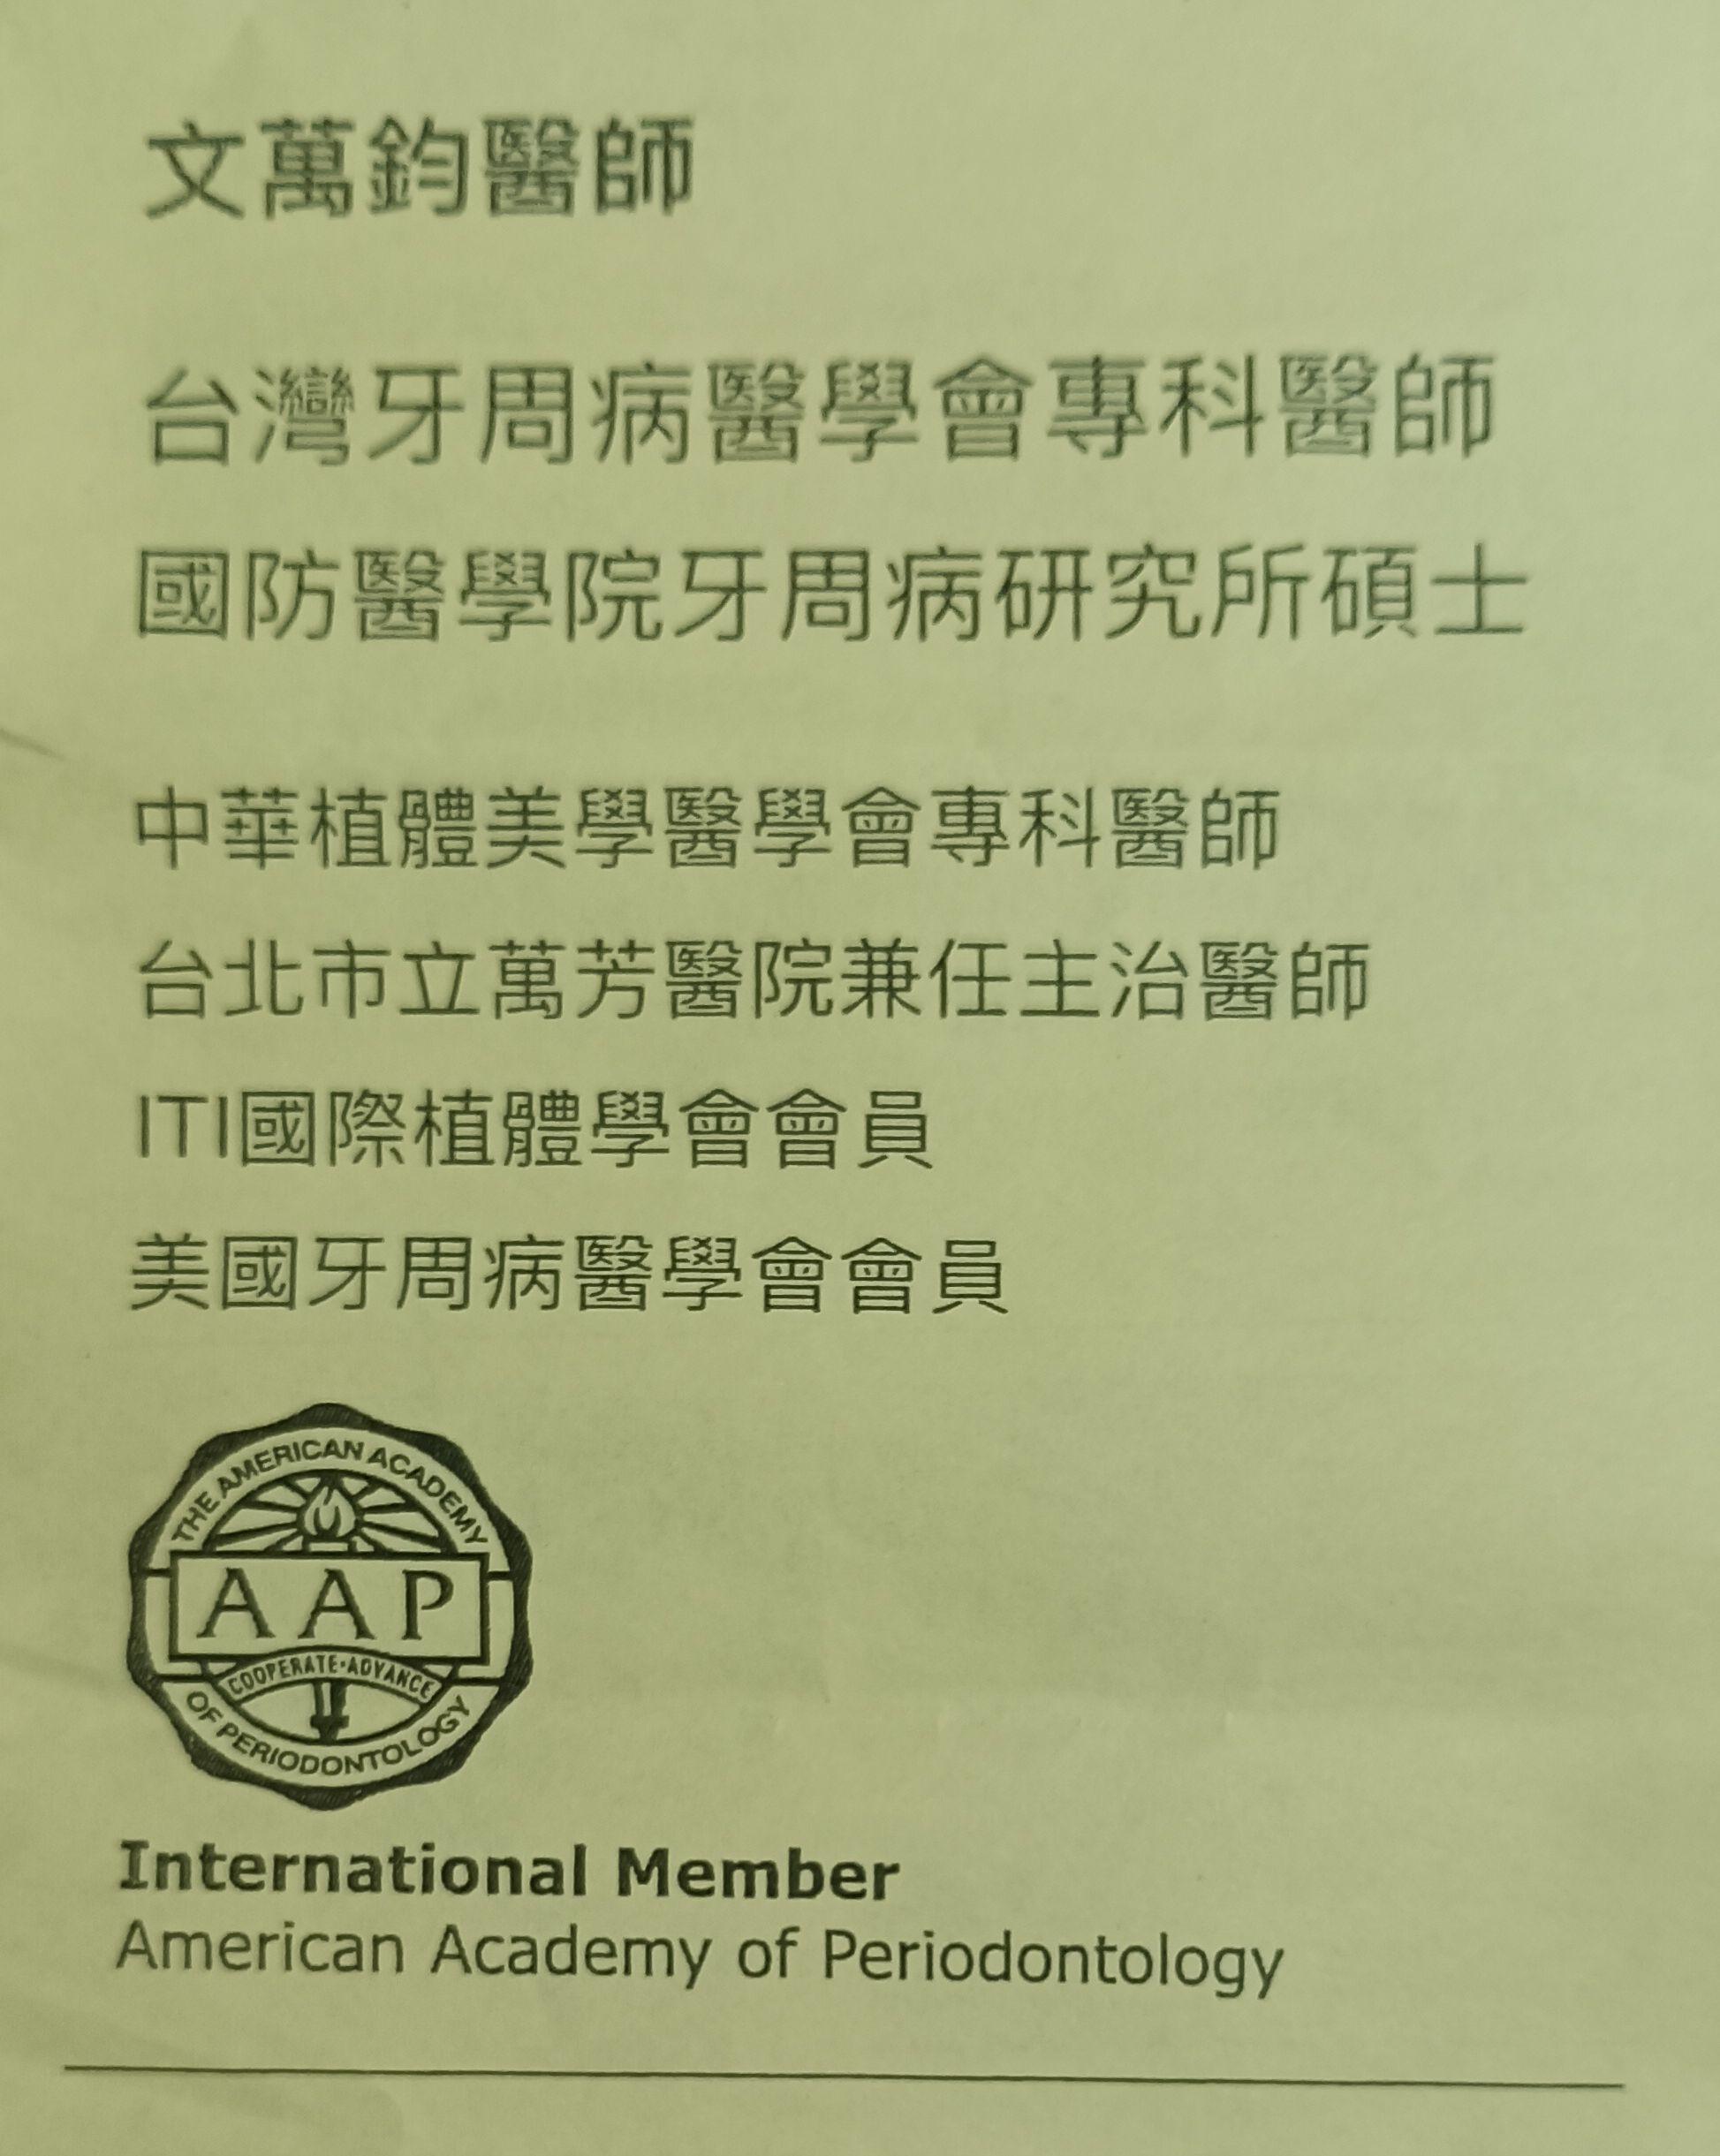 文萬鈞醫師
台灣牙周病醫學會專科醫師
國防醫學院牙周病研究所碩士
中華植體美學醫學會專科醫師
台北市立萬芳醫院兼任主治醫師
ITI國際植體學會會員
美國牙周病醫學會會員
THE AMERICAN ACADEMY
AAP
COOPERATE·ADVANCE
OF PERIODONTOLOGY
International Member
American Academy of Periodontology